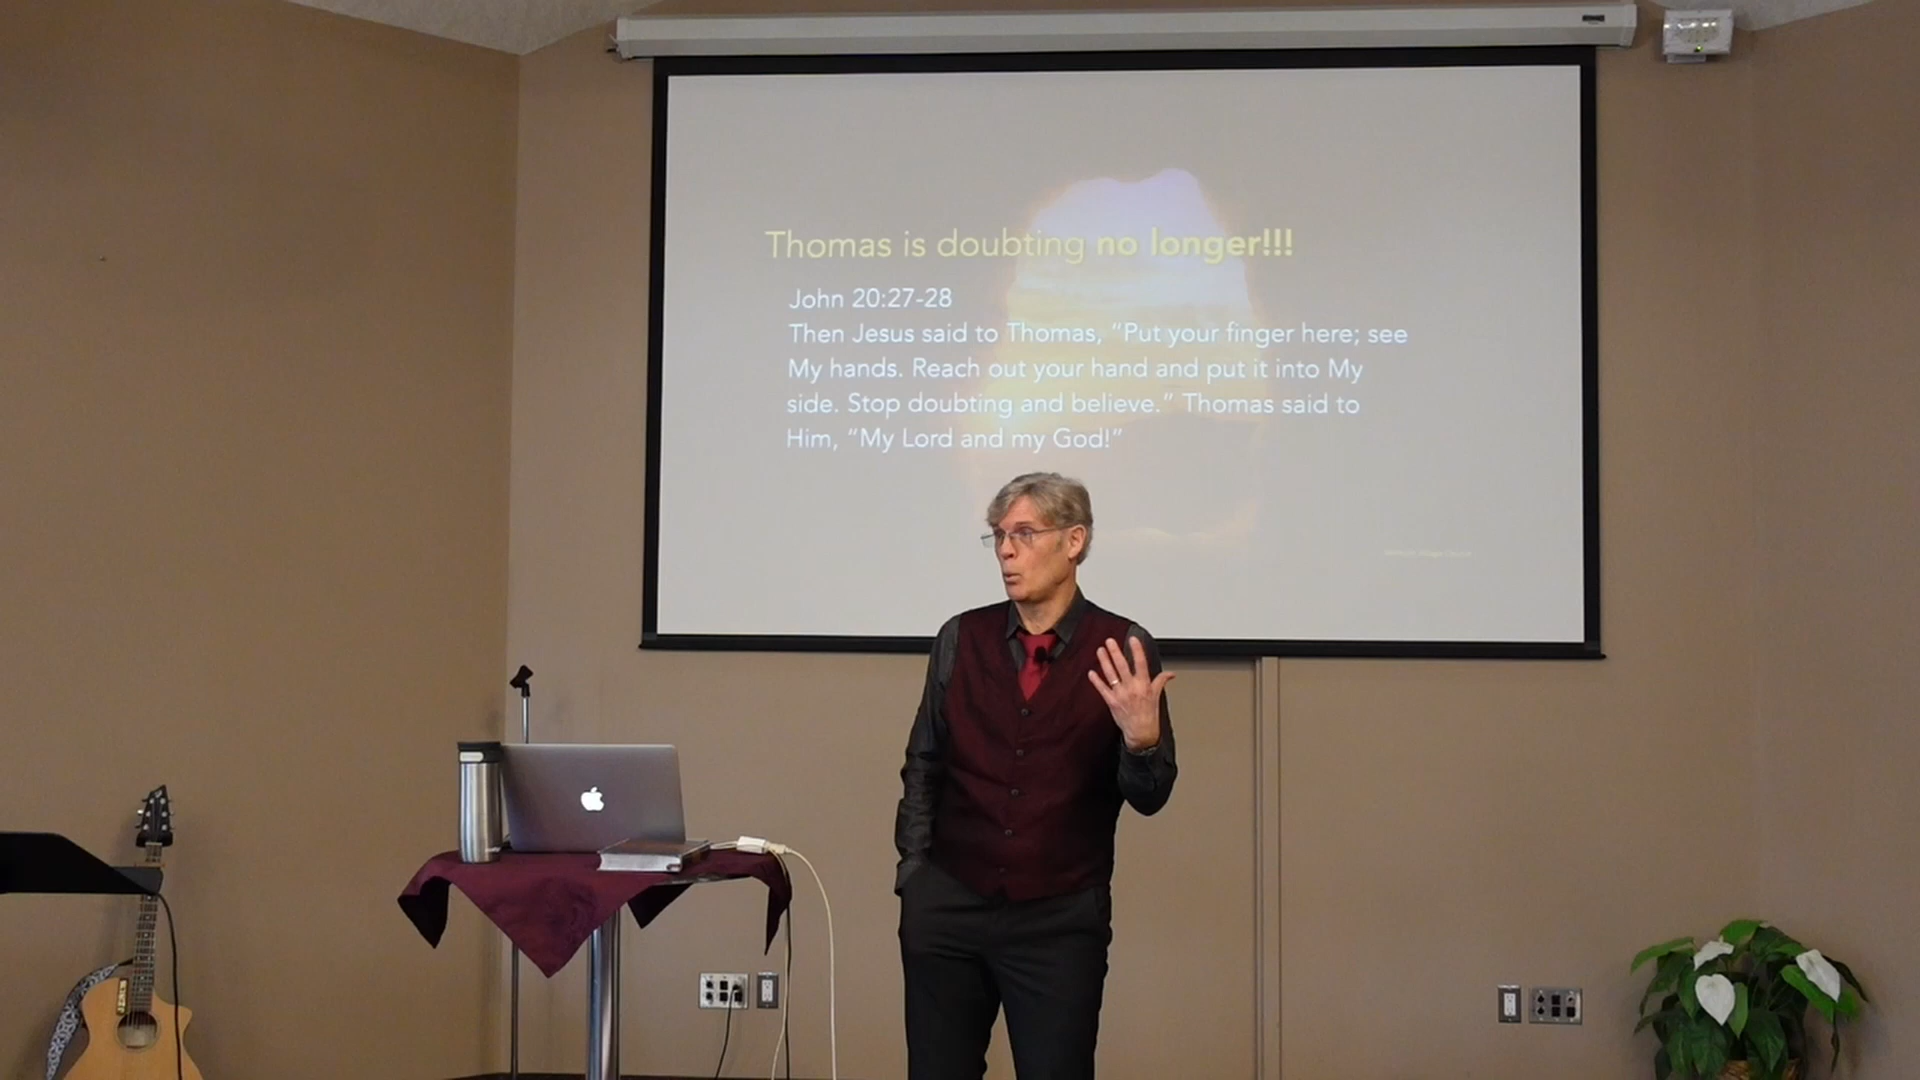 Thomas is doubting no longer!!!
John 20:27-28
Then Jesus said to Thomas, “Put your finger here; see
My hands. Reach out your hand and put it into My
side. Stop doubting and believe.” Thomas said to
Him, “My Lord and my God!”